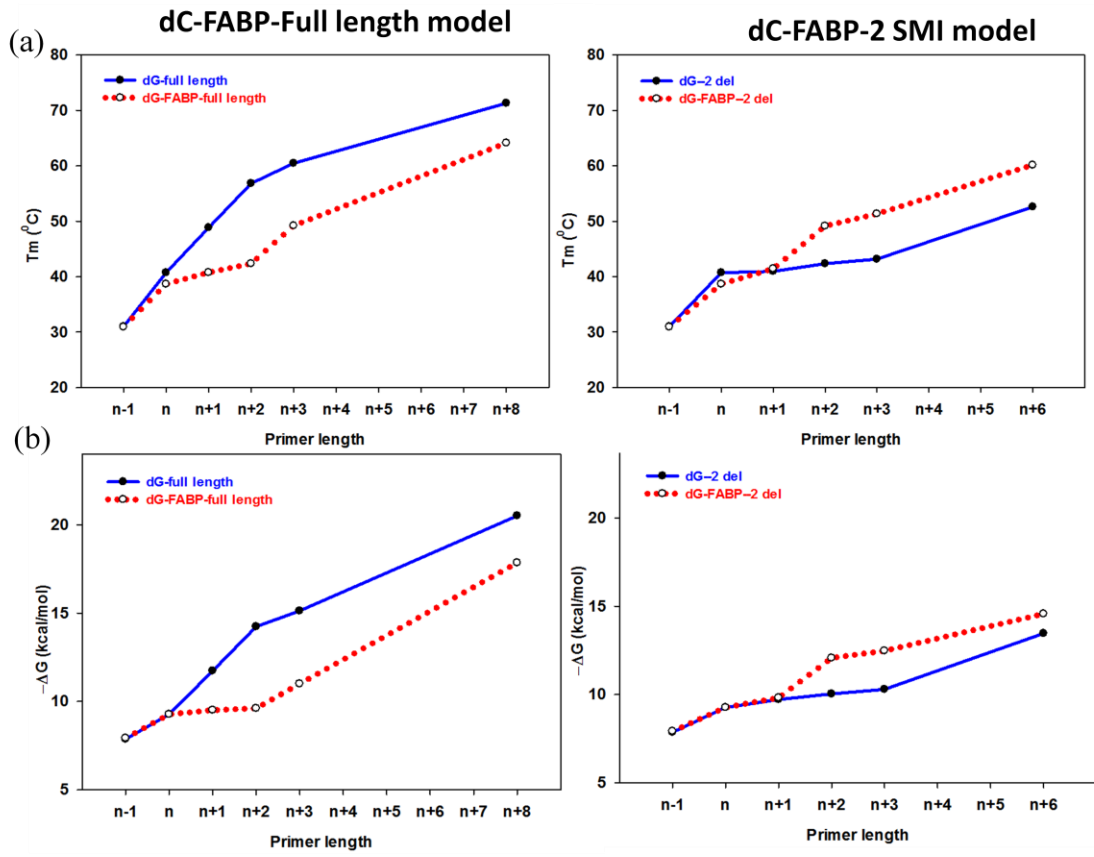 dC-FABP-Full length model
dC-FABP-2 SMI model
(a)
80
70
60
50
40
30
20
Tm (⁰C)
dG-full length
dG-FABP-full length
n-1 n n+1 n+2 n+3 n+4 n+5 n+6 n+7 n+8
Primer length
80
70
60
50
40
30
20
Tm (⁰C)
dG–2 del
dG-FABP–2 del
n-1 n n+1 n+2 n+3 n+4 n+5 n+6
Primer length
(b)
20
15
10
5
−ΔG (kcal/mol)
dG-full length
dG-FABP-full length
n-1 n n+1 n+2 n+3 n+4 n+5 n+6 n+7 n+8
Primer length
20
15
10
5
−ΔG (kcal/mol)
dG–2 del
dG-FABP–2 del
n-1 n n+1 n+2 n+3 n+4 n+5 n+6
Primer length